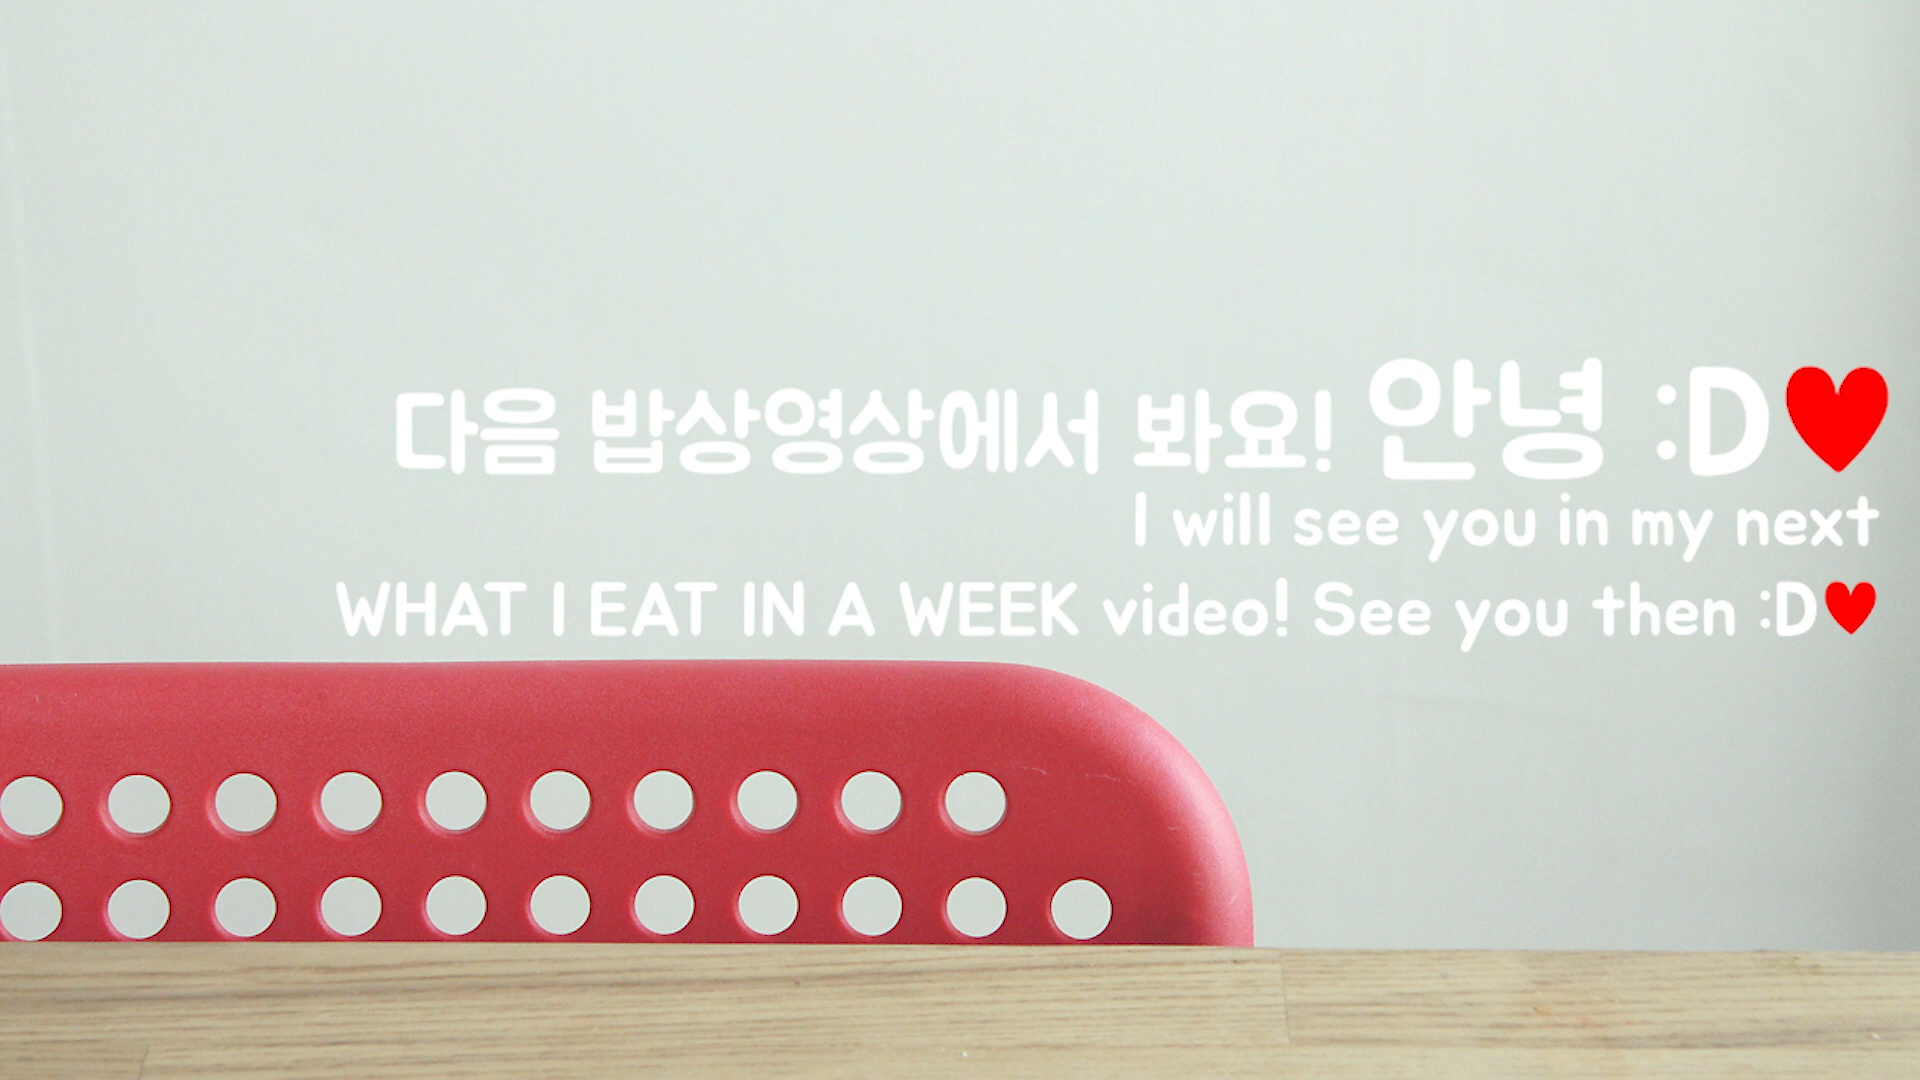 다음 밥상영상에서 봐요! 안녕 :D♥
I will see you in my next
WHAT I EAT IN A WEEK video! See you then :D♥